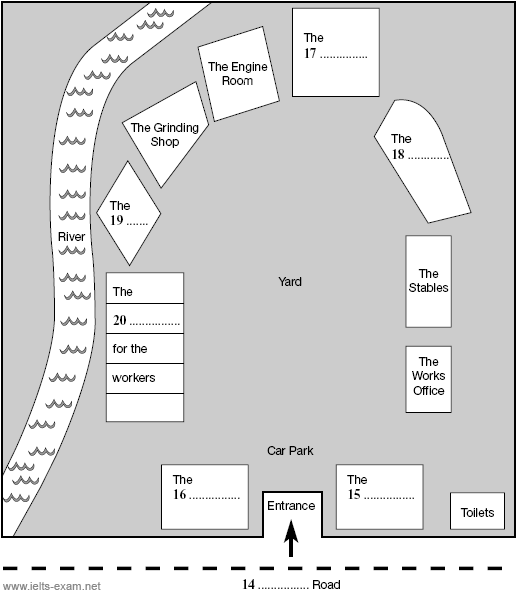 The
17 ...............
The Engine
Room
The Grinding
Shop
The
18 ............
The
19 .......
River
The
Stables
Yard
The
20 ................
for the
workers
The
Works
Office
Car Park
The
16 ................
Entrance
The
15 ................
Toilets
www.ielts-exam.net
14 ................ Road